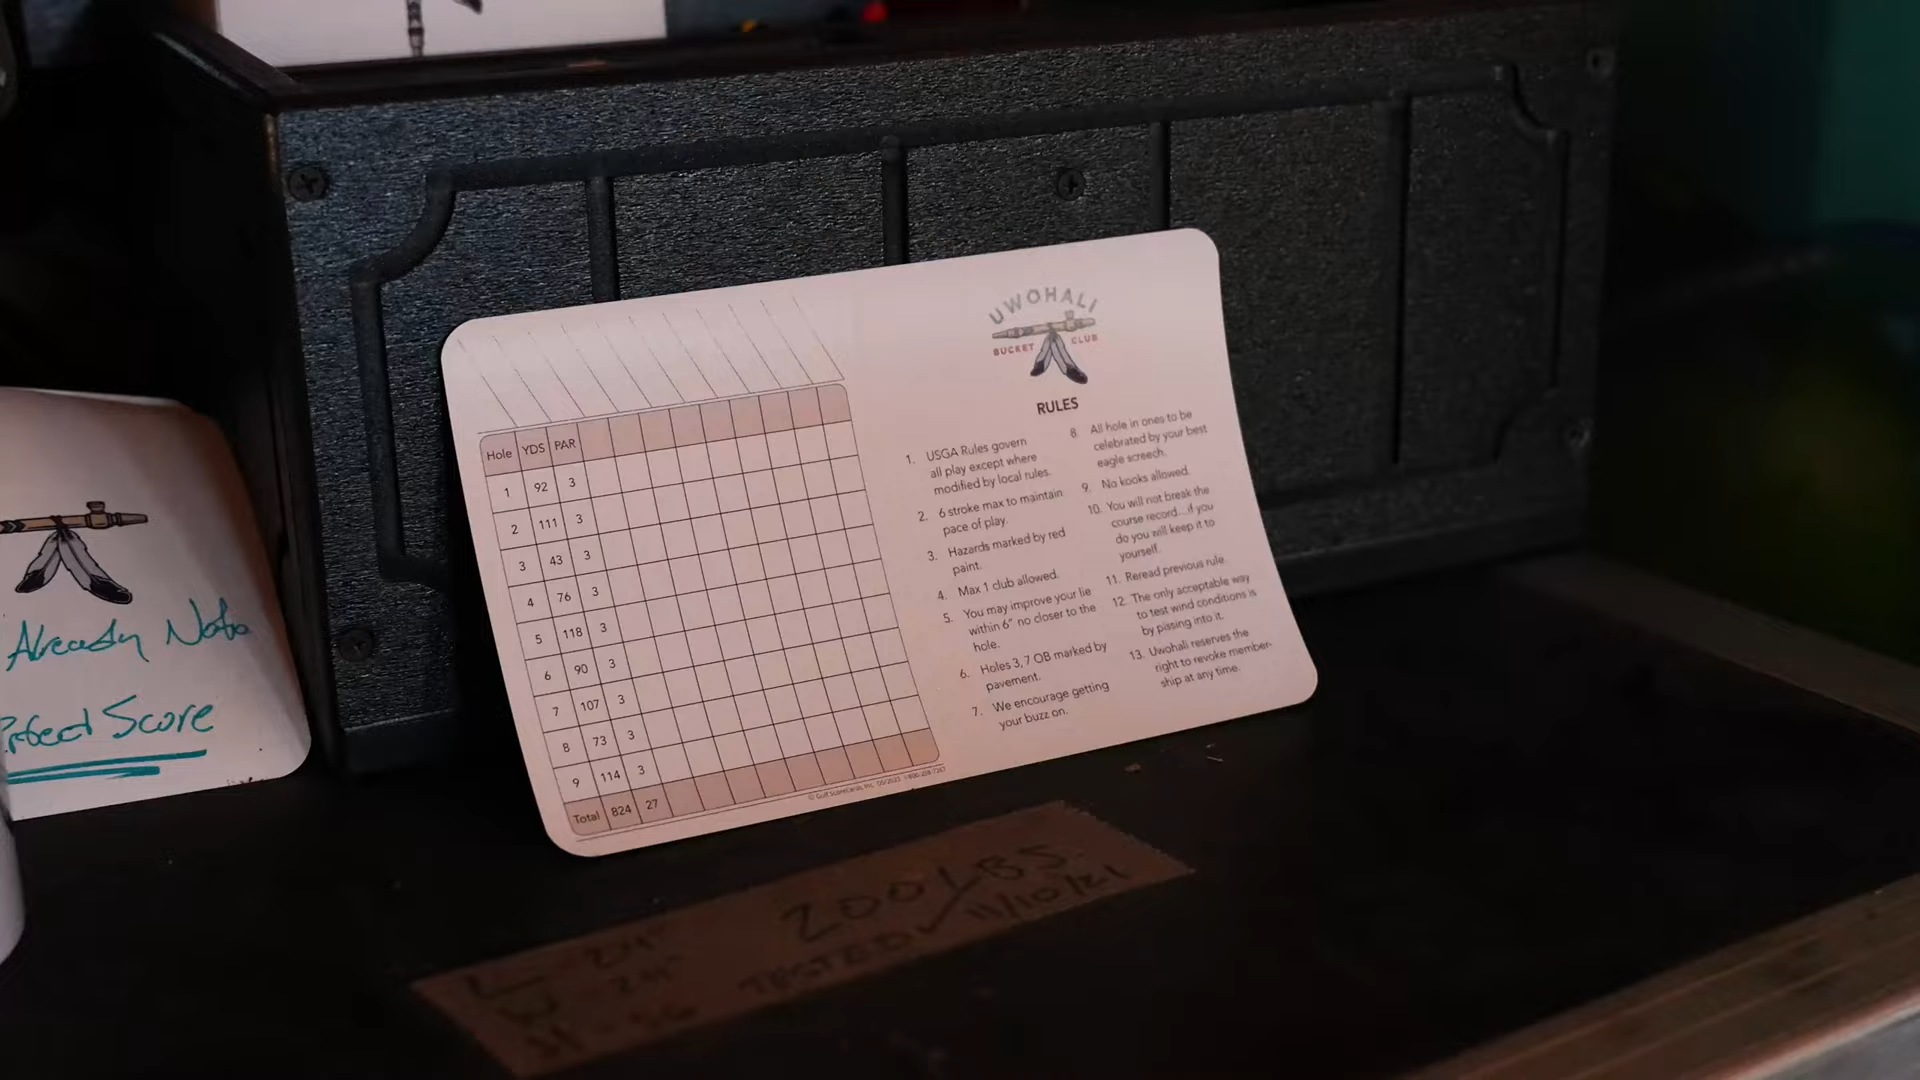 UWOHALI
BUCKET CLUB
RULES
Hole YDS PAR
1 92 3
2 111 3
3 43 3
4 76 3
5 118 3
6 90 3
7 107 3
8 73 3
9 114 3
Total 824 27
1. USGA Rules govern
all play except where
modified by local rules.
2. 6 stroke max to maintain
pace of play.
3. Hazards marked by red
paint.
4. Max 1 club allowed.
5. You may improve your lie
within 6" no closer to the
hole.
6. Holes 3, 7 OB marked by
pavement.
7. We encourage getting
your buzz on.
8. All hole in ones to be
celebrated by your best
eagle screech.
9. No kooks allowed.
10. You will not break the
course record...if you
do you will keep it to
yourself.
11. Reread previous rule.
12. The only acceptable way
to test wind conditions is
by pissing into it.
13. Uwohali reserves the
right to revoke member-
ship at any time.
Already
Score
200 LBS.
TESTED 11/10/21